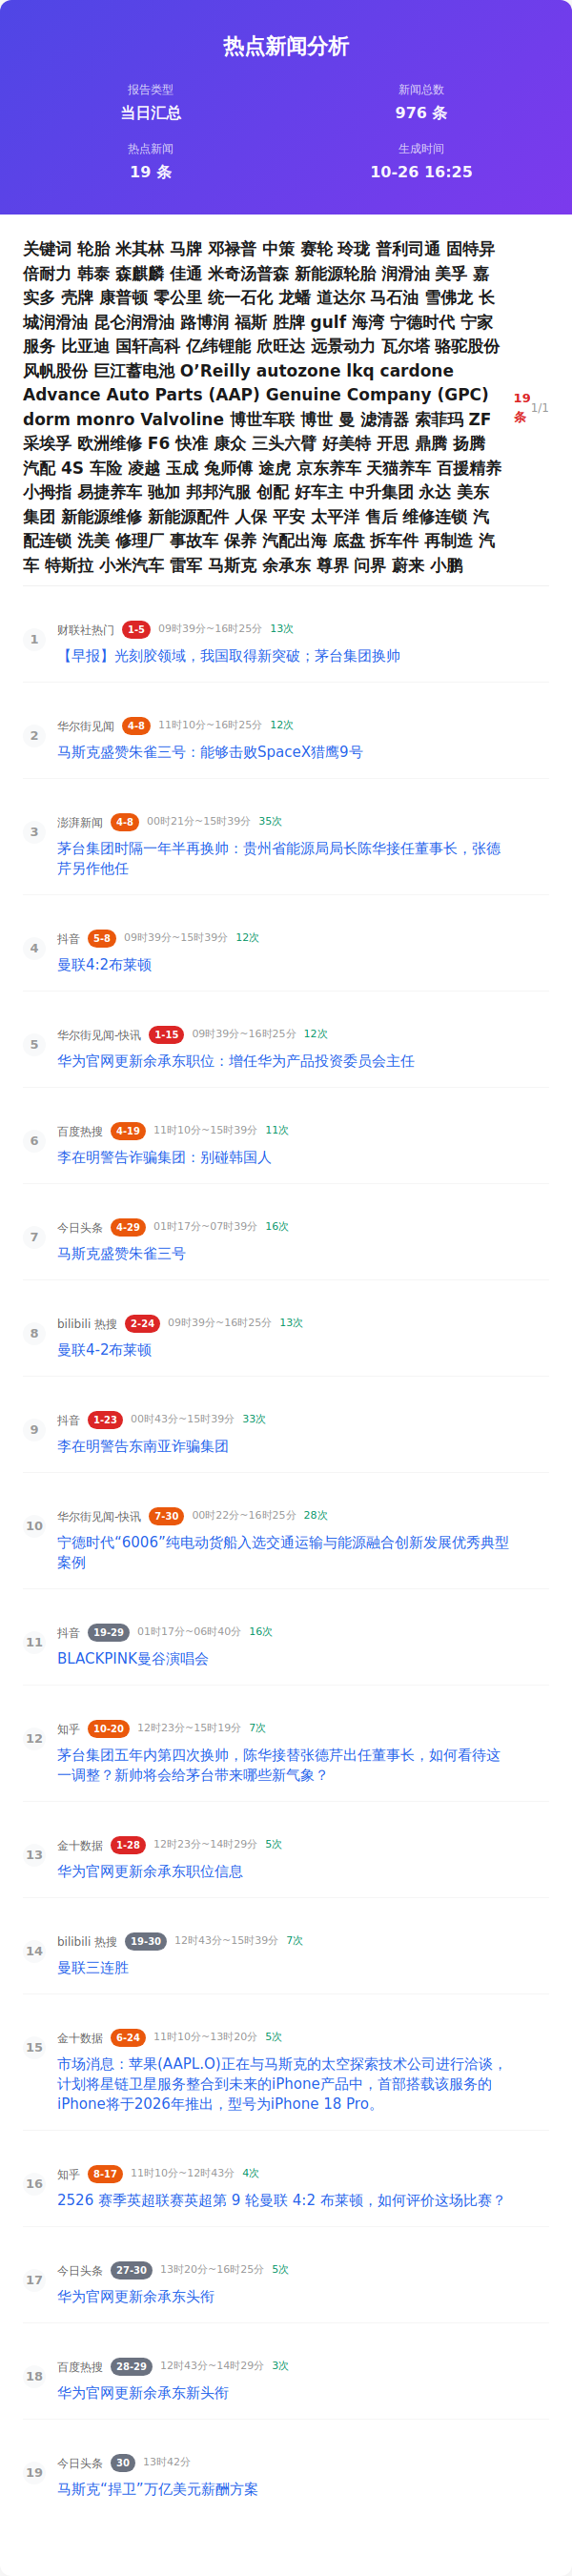 热点新闻分析
报告类型
当日汇总
新闻总数
976 条
热点新闻
19 条
生成时间
10-26 16:25
关键词 轮胎 米其林 马牌 邓禄普 中策 赛轮 玲珑 普利司通 固特异
倍耐力 韩泰 森麒麟 佳通 米奇汤普森 新能源轮胎 润滑油 美孚 嘉
实多 壳牌 康普顿 零公里 统一石化 龙蟠 道达尔 马石油 雪佛龙 长
城润滑油 昆仑润滑油 路博润 福斯 胜牌 gulf 海湾 宁德时代 宁家
服务 比亚迪 国轩高科 亿纬锂能 欣旺达 远景动力 瓦尔塔 骆驼股份
风帆股份 巨江蓄电池 O’Reilly autozone lkq cardone
Advance Auto Parts (AAP) Genuine Company (GPC)
dorm monro Valvoline 博世车联 博世 曼 滤清器 索菲玛 ZF
采埃孚 欧洲维修 F6 快准 康众 三头六臂 好美特 开思 鼎腾 扬腾
汽配 4S 车险 凌越 玉成 兔师傅 途虎 京东养车 天猫养车 百援精养
小拇指 易捷养车 驰加 邦邦汽服 创配 好车主 中升集团 永达 美东
集团 新能源维修 新能源配件 人保 平安 太平洋 售后 维修连锁 汽
配连锁 洗美 修理厂 事故车 保养 汽配出海 底盘 拆车件 再制造 汽
车 特斯拉 小米汽车 雷军 马斯克 余承东 尊界 问界 蔚来 小鹏
19
条
1/1
1
财联社热门 1-5 09时39分~16时25分 13次
【早报】光刻胶领域，我国取得新突破；茅台集团换帅
2
华尔街见闻 4-8 11时10分~16时25分 12次
马斯克盛赞朱雀三号：能够击败SpaceX猎鹰9号
3
澎湃新闻 4-8 00时21分~15时39分 35次
茅台集团时隔一年半再换帅：贵州省能源局局长陈华接任董事长，张德
芹另作他任
4
抖音 5-8 09时39分~15时39分 12次
曼联4:2布莱顿
5
华尔街见闻-快讯 1-15 09时39分~16时25分 12次
华为官网更新余承东职位：增任华为产品投资委员会主任
6
百度热搜 4-19 11时10分~15时39分 11次
李在明警告诈骗集团：别碰韩国人
7
今日头条 4-29 01时17分~07时39分 16次
马斯克盛赞朱雀三号
8
bilibili 热搜 2-24 09时39分~16时25分 13次
曼联4-2布莱顿
9
抖音 1-23 00时43分~15时39分 33次
李在明警告东南亚诈骗集团
10
华尔街见闻-快讯 7-30 00时22分~16时25分 28次
宁德时代“6006”纯电动货船入选交通运输与能源融合创新发展优秀典型
案例
11
抖音 19-29 01时17分~06时40分 16次
BLACKPINK曼谷演唱会
12
知乎 10-20 12时23分~15时19分 7次
茅台集团五年内第四次换帅，陈华接替张德芹出任董事长，如何看待这
一调整？新帅将会给茅台带来哪些新气象？
13
金十数据 1-28 12时23分~14时29分 5次
华为官网更新余承东职位信息
14
bilibili 热搜 19-30 12时43分~15时39分 7次
曼联三连胜
15
金十数据 6-24 11时10分~13时20分 5次
市场消息：苹果(AAPL.O)正在与马斯克的太空探索技术公司进行洽谈，
计划将星链卫星服务整合到未来的iPhone产品中，首部搭载该服务的
iPhone将于2026年推出，型号为iPhone 18 Pro。
16
知乎 8-17 11时10分~12时43分 4次
2526 赛季英超联赛英超第 9 轮曼联 4:2 布莱顿，如何评价这场比赛？
17
今日头条 27-30 13时20分~16时25分 5次
华为官网更新余承东头衔
18
百度热搜 28-29 12时43分~14时29分 3次
华为官网更新余承东新头衔
19
今日头条 30 13时42分
马斯克“捍卫”万亿美元薪酬方案